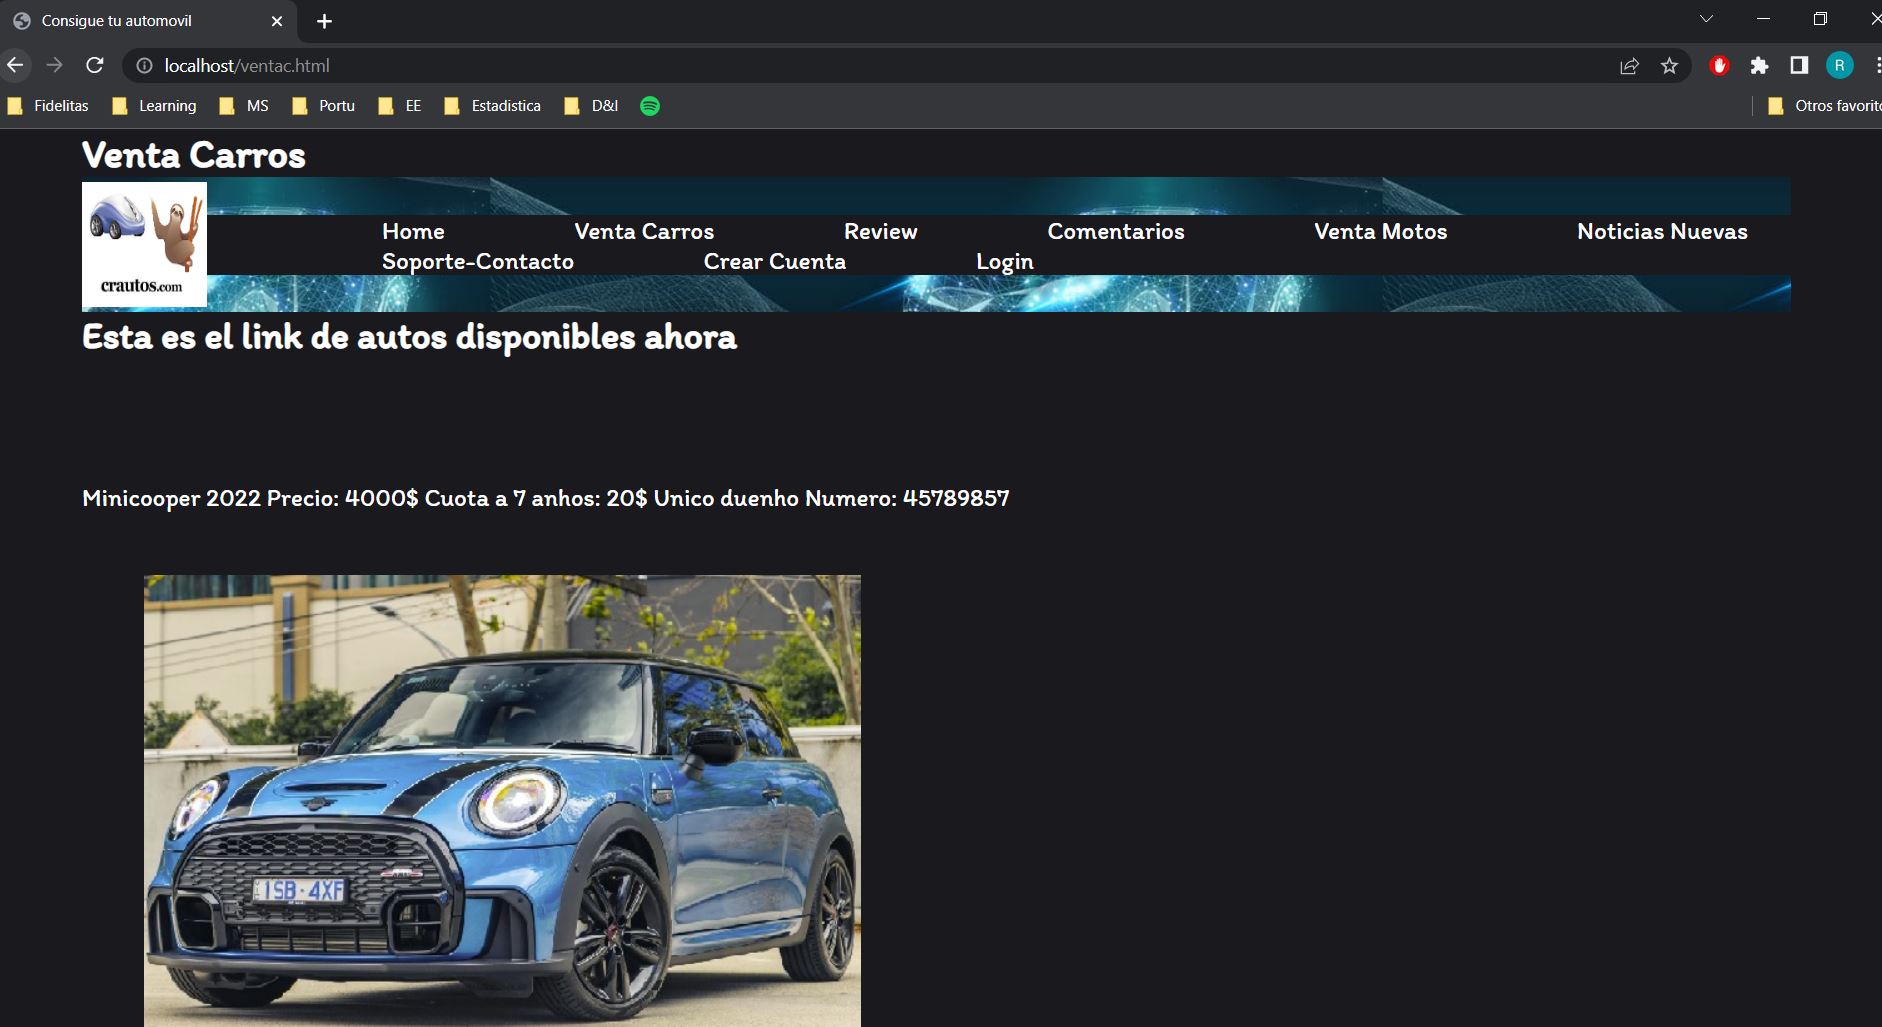 Consigue tu automovil
localhost/ventac.html
R
Fidelitas Learning MS Portu EE Estadistica D&I Otros favorito
Venta Carros
crautos.com
Home Venta Carros Review Comentarios Venta Motos Noticias Nuevas
Soporte-Contacto Crear Cuenta Login
Esta es el link de autos disponibles ahora
Minicooper 2022 Precio: 4000$ Cuota a 7 anhos: 20$ Unico duenho Numero: 45789857
1SB·4XF